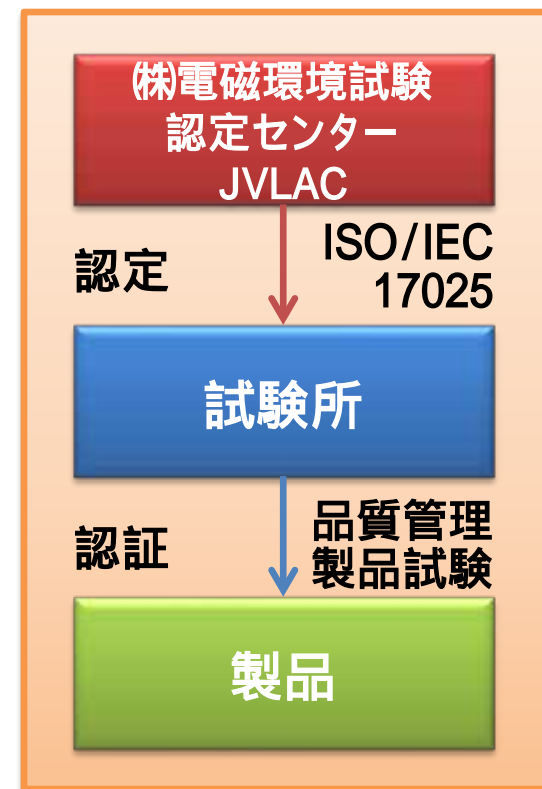 ㈱電磁環境試験
認定センター
JVLAC
認定
ISO/IEC
17025
試験所
認証
品質管理
製品試験
製品